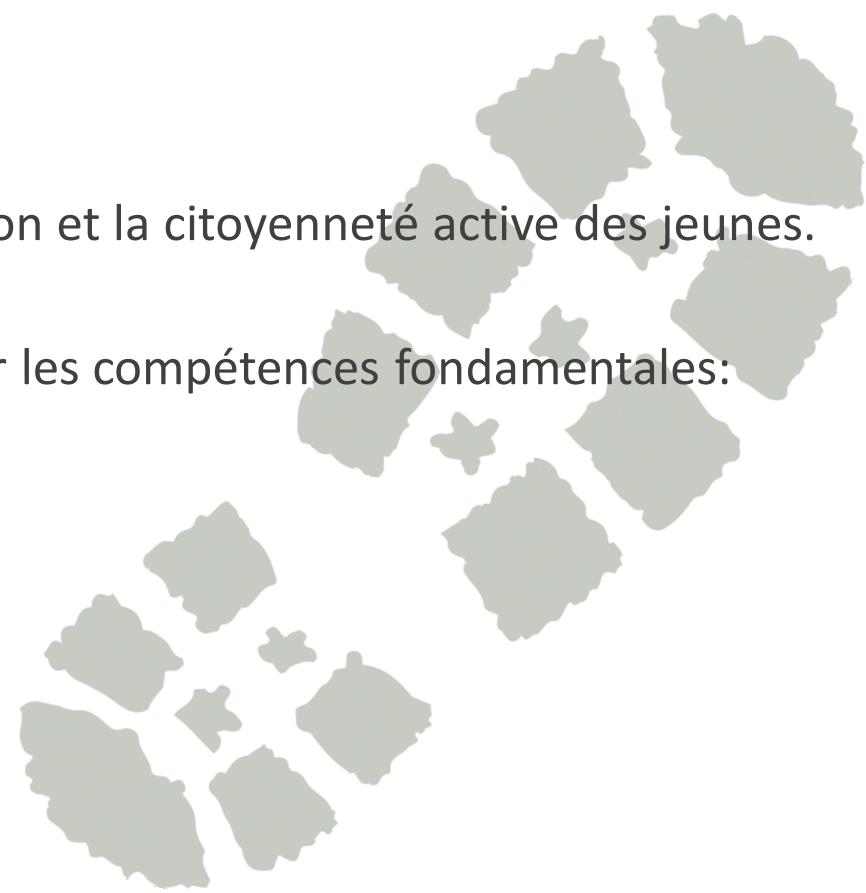 on et la citoyenneté active des jeunes.
r les compétences fondamentales: